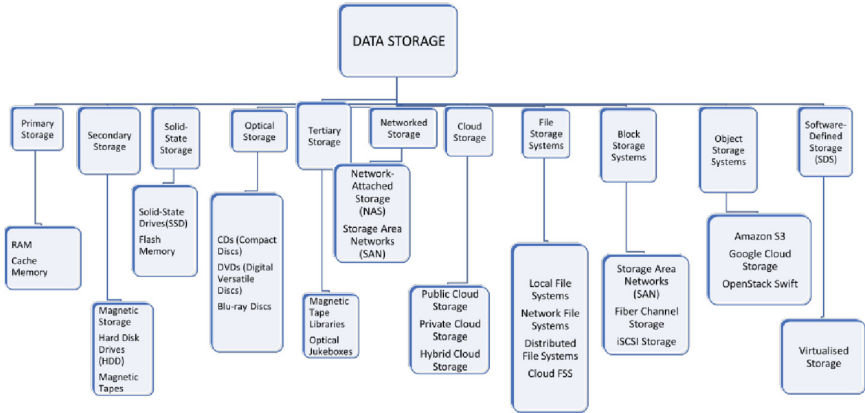 DATA STORAGE
Primary
Storage
Secondary
Storage
Solid-
State
Storage
Optical
Storage
Tertiary
Storage
Networked
Storage
Cloud
Storage
File
Storage
Systems
Block
Storage
Systems
Object
Storage
Systems
Software-
Defined
Storage
(SDS)
RAM
Cache
Memory
Magnetic
Storage
Hard Disk
Drives
(HDD)
Magnetic
Tapes
Solid-State
Drives(SSD)
Flash
Memory
CDs (Compact
Discs)
DVDs (Digital
Versatile
Discs)
Blu-ray Discs
Magnetic
Tape
Libraries
Optical
Jukeboxes
Network-
Attached
Storage
(NAS)
Storage Area
Networks
(SAN)
Public Cloud
Storage
Private Cloud
Storage
Hybrid Cloud
Storage
Local File
Systems
Network File
Systems
Distributed
File Systems
Cloud FSS
Storage Area
Networks
(SAN)
Fiber Channel
Storage
iSCSI Storage
Amazon S3
Google Cloud
Storage
OpenStack Swift
Virtualised
Storage